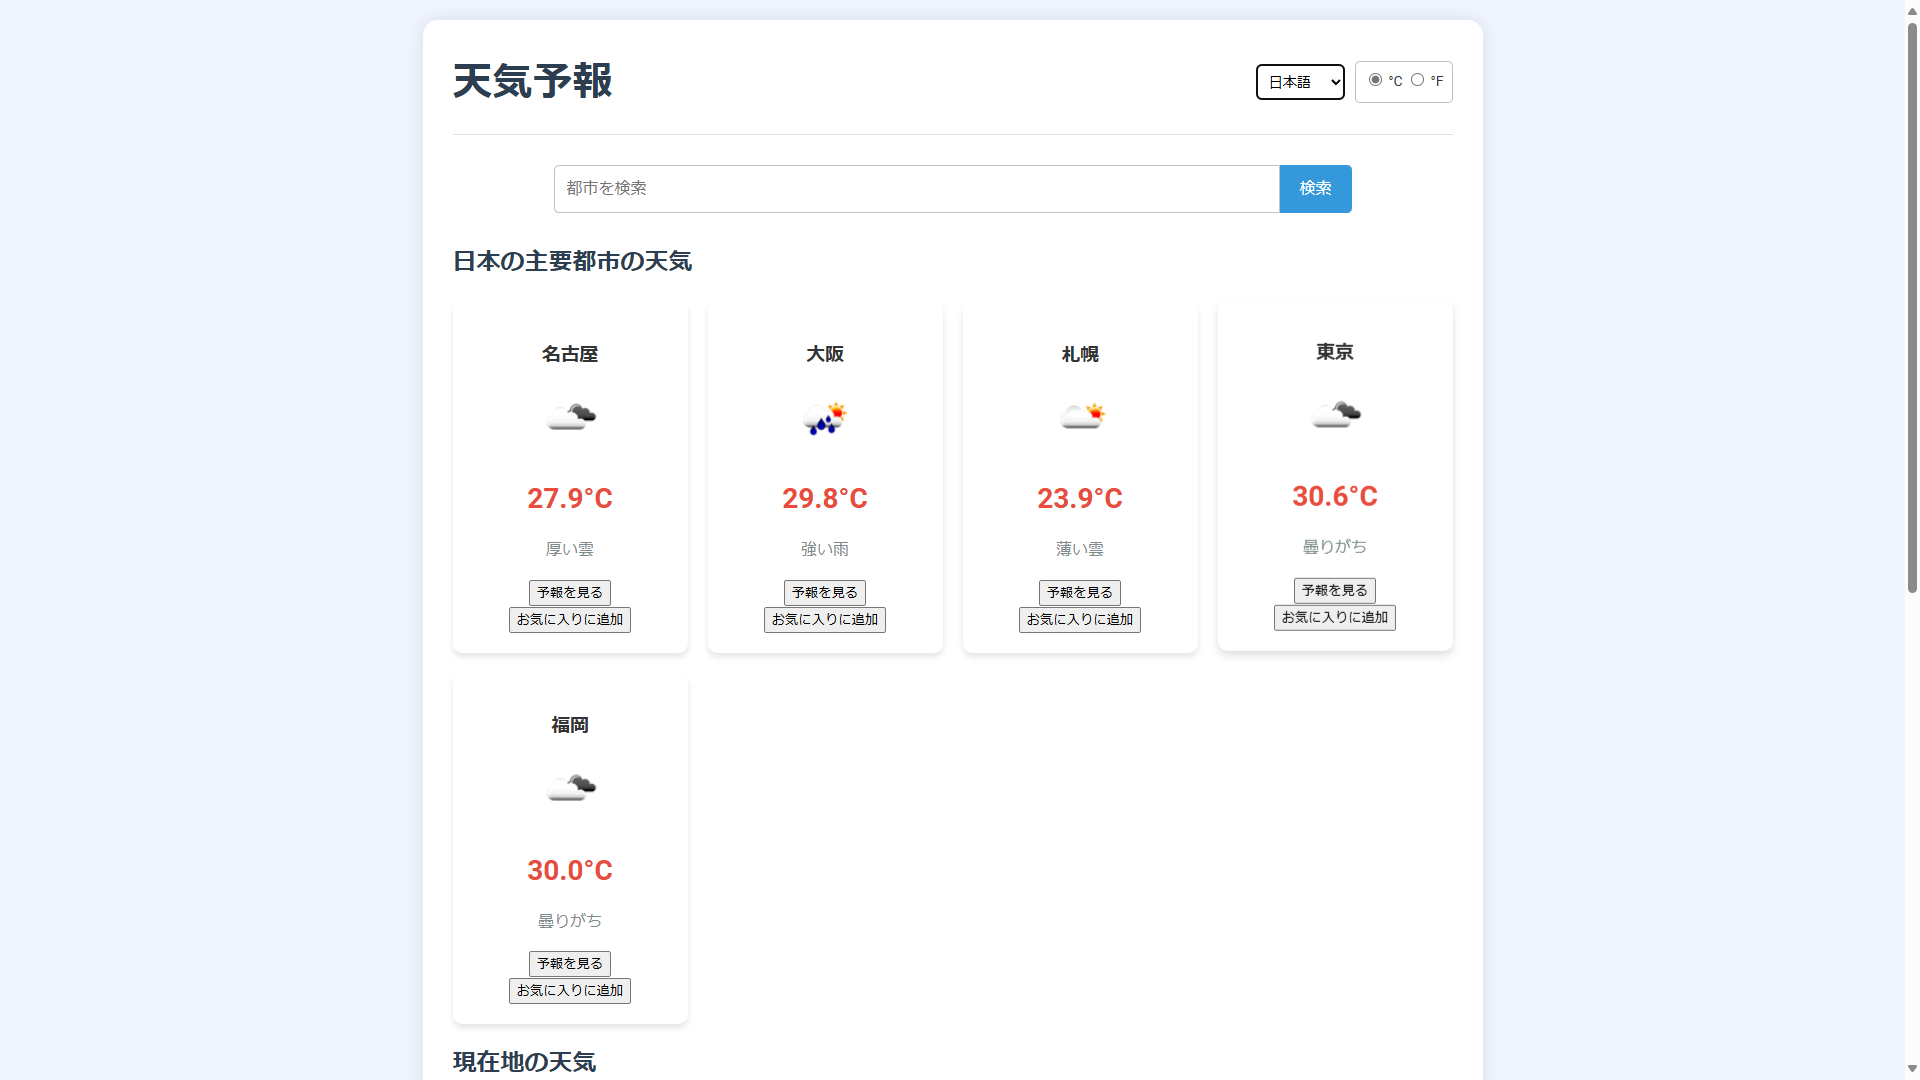 天気予報
日本語
°C °F
都市を検索
検索
日本の主要都市の天気
名古屋
27.9°C
厚い雲
予報を見る
お気に入りに追加
大阪
29.8°C
強い雨
予報を見る
お気に入りに追加
札幌
23.9°C
薄い雲
予報を見る
お気に入りに追加
東京
30.6°C
曇りがち
予報を見る
お気に入りに追加
福岡
30.0°C
曇りがち
予報を見る
お気に入りに追加
現在地の天気